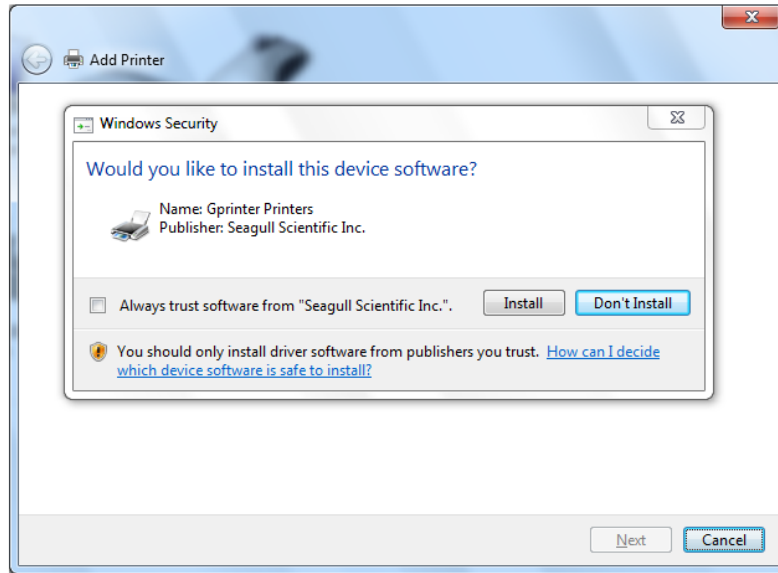 Add Printer
Windows Security
Would you like to install this device software?
Name: Gprinter Printers
Publisher: Seagull Scientific Inc.
Always trust software from "Seagull Scientific Inc.".
Install
Don't Install
You should only install driver software from publishers you trust. How can I decide
which device software is safe to install?
Next
Cancel